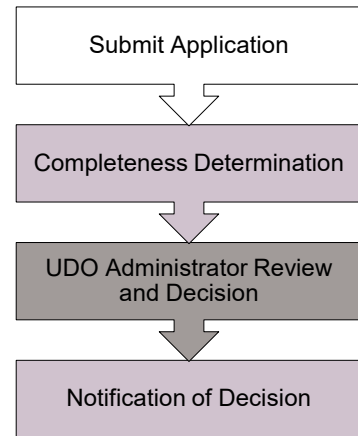 Submit Application
Completeness Determination
UDO Administrator Review
and Decision
Notification of Decision